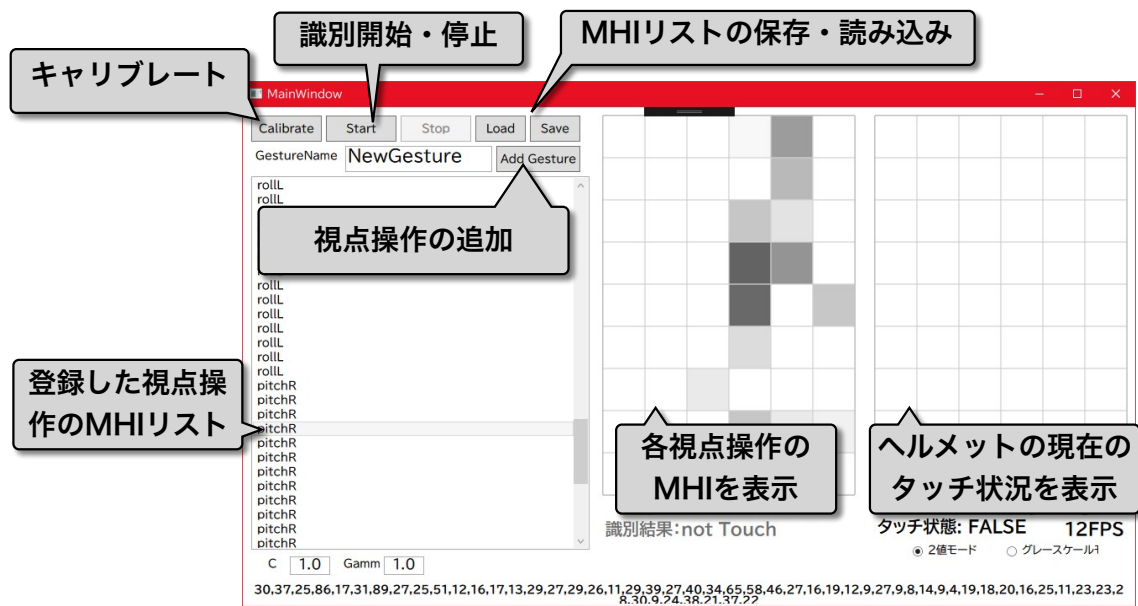 キャリブレート
識別開始・停止
MHIリストの保存・読み込み
MainWindow
Calibrate Start Stop Load Save
GestureName NewGesture Add Gesture
rollL
rollL
視点操作の追加
rollL
rollL
rollL
rollL
rollL
rollL
rollL
pitchR
pitchR
pitchR
pitchR
pitchR
pitchR
pitchR
pitchR
pitchR
pitchR
pitchR
pitchR
登録した視点操
作のMHIリスト
各視点操作の
MHIを表示
ヘルメットの現在の
タッチ状況を表示
識別結果:not Touch
タッチ状態: FALSE 12FPS
2値モード グレースケールモ
C 1.0 Gamm 1.0
30,37,25,86,17,31,89,27,25,51,12,16,17,13,29,27,29,26,11,29,39,27,40,34,65,58,46,27,16,19,12,9,27,9,8,14,9,4,19,18,20,16,25,11,23,23,2
8,30,9,24,38,21,37,22